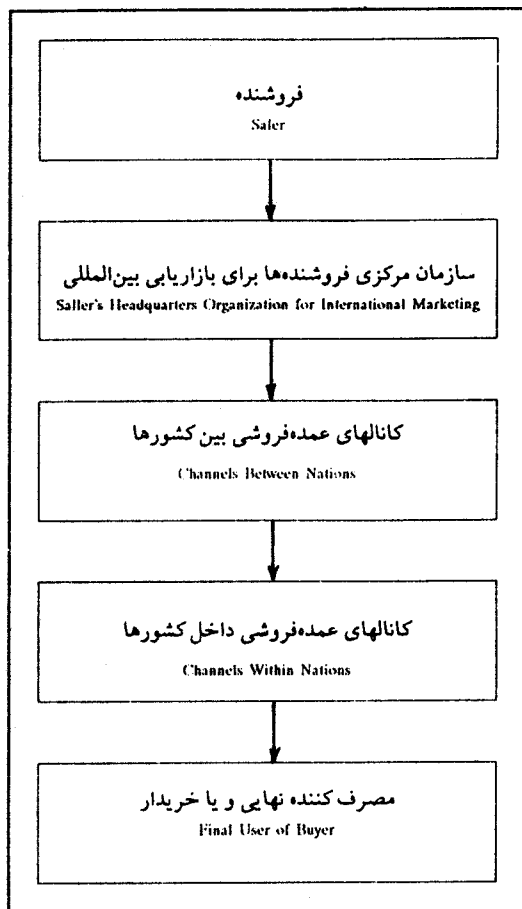 فروشنده
Saler
سازمان مرکزی فروشنده‌ها برای بازاریابی بین‌المللی
Saller's Headquarters Organization for International Marketing
کانالهای عمده‌فروشی بین کشورها
Channels Between Nations
کانالهای عمده‌فروشی داخل کشورها
Channels Within Nations
مصرف کننده نهایی و یا خریدار
Final User of Buyer